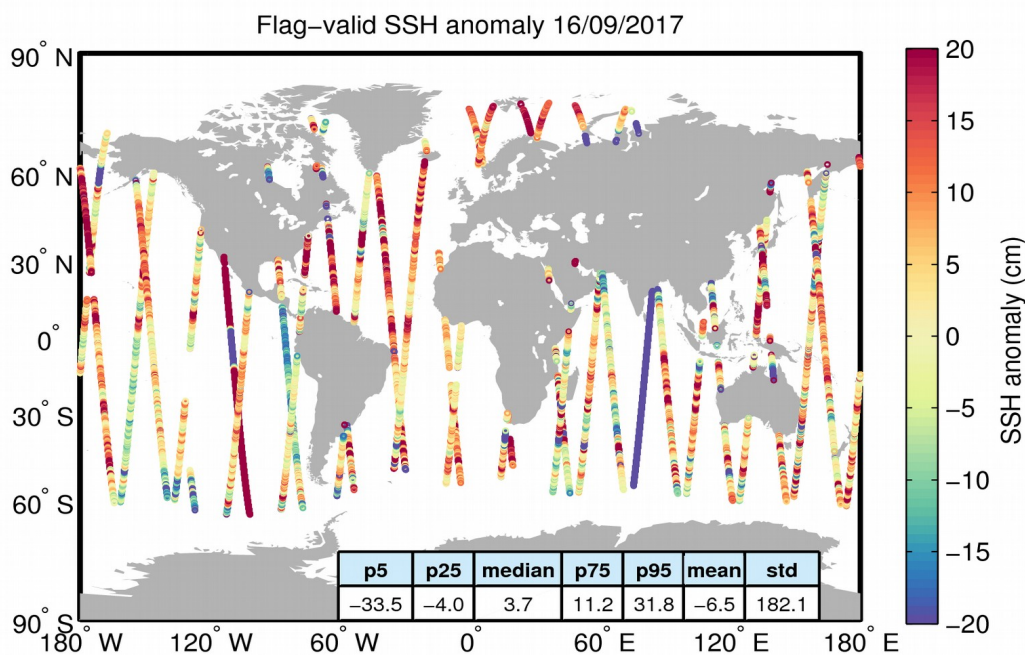 Flag−valid SSH anomaly 16/09/2017
90° N
60° N
30° N
0°
30° S
60° S
90° S
180° W
120° W
60° W
0°
60° E
120° E
180° E
p5 p25 median p75 p95 mean std
−33.5 −4.0 3.7 11.2 31.8 −6.5 182.1
20
15
10
5
0
−5
−10
−15
−20
SSH anomaly (cm)